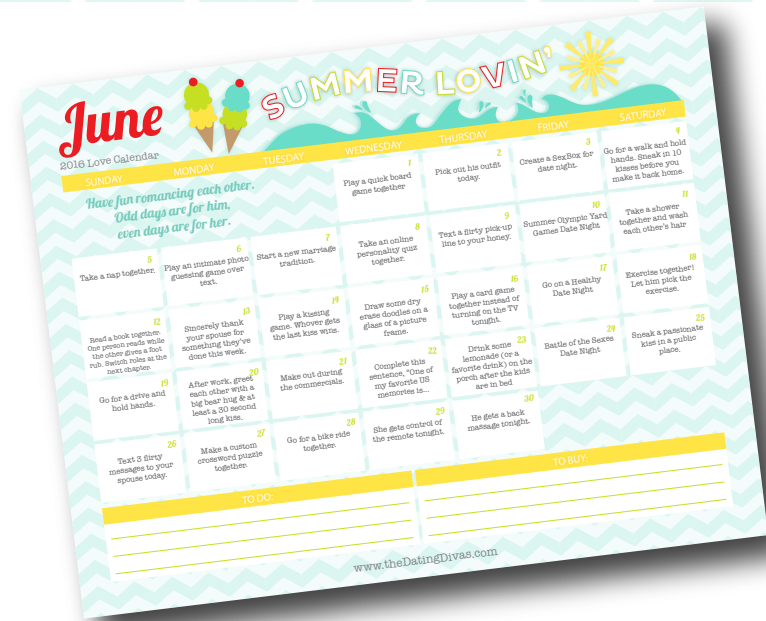 June
SUMMER LOVIN'
2016 Love Calendar
SUNDAY
MONDAY
TUESDAY
WEDNESDAY
THURSDAY
FRIDAY
SATURDAY
Have fun romancing each other.
Odd days are for him,
even days are for her.
1
Play a quick board
game together
2
Pick out his outfit
today.
3
Create a SexBox for
date night.
4
Go for a walk and hold
hands. Sneak in 10
kisses before you
make it back home.
5
Take a nap together.
6
Play an intimate photo
guessing game over
text.
7
Start a new marriage
tradition.
8
Take an online
personality quiz
together.
9
Text a flirty pick-up
line to your honey.
10
Summer Olympic Yard
Games Date Night
11
Take a shower
together and wash
each other's hair
12
Read a book together.
One person reads while
the other gives a foot
rub. Switch roles at the
next chapter.
13
Sincerely thank
your spouse for
something they've
done this week.
14
Play a kissing
game. Whover gets
the last kiss wins.
15
Draw some dry
erase doodles on a
glass of a picture
frame.
16
Play a card game
together instead of
turning on the TV
tonight.
17
Go on a Healthy
Date Night
18
Exercise together!
Let him pick the
exercise.
19
Go for a drive and
hold hands.
20
After work, greet
each other with a
big bear hug & at
least a 30 second
long kiss.
21
Make out during
the commercials.
22
Complete this
sentence, "One of
my favorite US
memories is...
23
Drink some
lemonade (or a
favorite drink) on the
porch after the kids
are in bed
24
Battle of the Sexes
Date Night
25
Sneak a passionate
kiss in a public
place.
26
Text 3 flirty
messages to your
spouse today.
27
Make a custom
crossword puzzle
together.
28
Go for a bike ride
together.
29
She gets control of
the remote tonight.
30
He gets a back
massage tonight.
TO DO:
TO BUY:
www.theDatingDivas.com